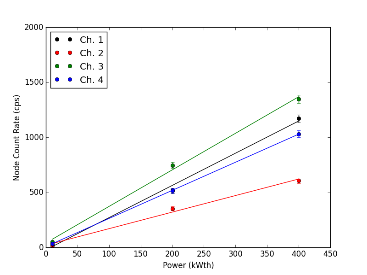 2000
1500
1000
500
0
Node Count Rate (cps)
Ch. 1
Ch. 2
Ch. 3
Ch. 4
0 50 100 150 200 250 300 350 400 450
Power (kWth)